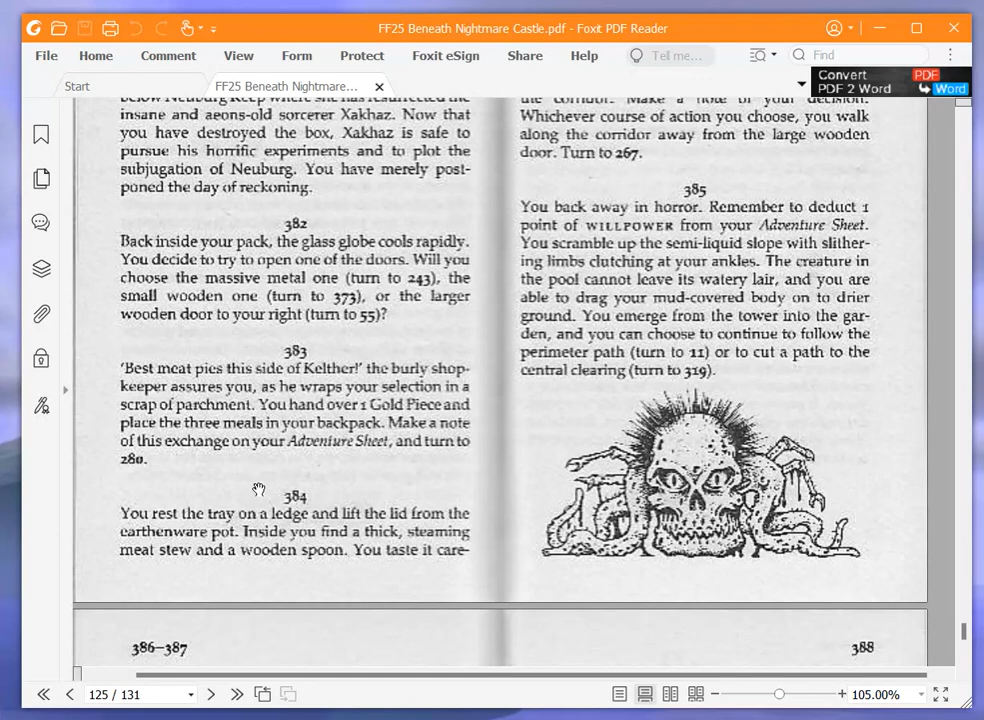 FF25 Beneath Nightmare Castle.pdf - Foxit PDF Reader
File Home Comment View Form Protect Foxit eSign Share Help Tell me... Find
Start FF25 Beneath Nightmare C... Convert PDF
PDF 2 Word Word
below Neuburg Keep where she has resurrected the
insane and aeons-old sorcerer Xakhaz. Now that
you have destroyed the box, Xakhaz is safe to
pursue his horrific experiments and to plot the
subjugation of Neuburg. You have merely post-
poned the day of reckoning.
382
Back inside your pack, the glass globe cools rapidly.
You decide to try to open one of the doors. Will you
choose the massive metal one (turn to 243), the
small wooden one (turn to 373), or the larger
wooden door to your right (turn to 55)?
383
'Best meat pies this side of Kelther!' the burly shop-
keeper assures you, as he wraps your selection in a
scrap of parchment. You hand over 1 Gold Piece and
place the three meals in your backpack. Make a note
of this exchange on your Adventure Sheet, and turn to
280.
384
You rest the tray on a ledge and lift the lid from the
earthenware pot. Inside you find a thick, steaming
meat stew and a wooden spoon. You taste it care-
the corridor. Make a note of your decision.
Whichever course of action you choose, you walk
along the corridor away from the large wooden
door. Turn to 267.
385
You back away in horror. Remember to deduct 1
point of WILLPOWER from your Adventure Sheet.
You scramble up the semi-liquid slope with slither-
ing limbs clutching at your ankles. The creature in
the pool cannot leave its watery lair, and you are
able to drag your mud-covered body on to drier
ground. You emerge from the tower into the gar-
den, and you can choose to continue to follow the
perimeter path (turn to 11) or to cut a path to the
central clearing (turn to 319).
386–387
388
125 / 131
105.00%